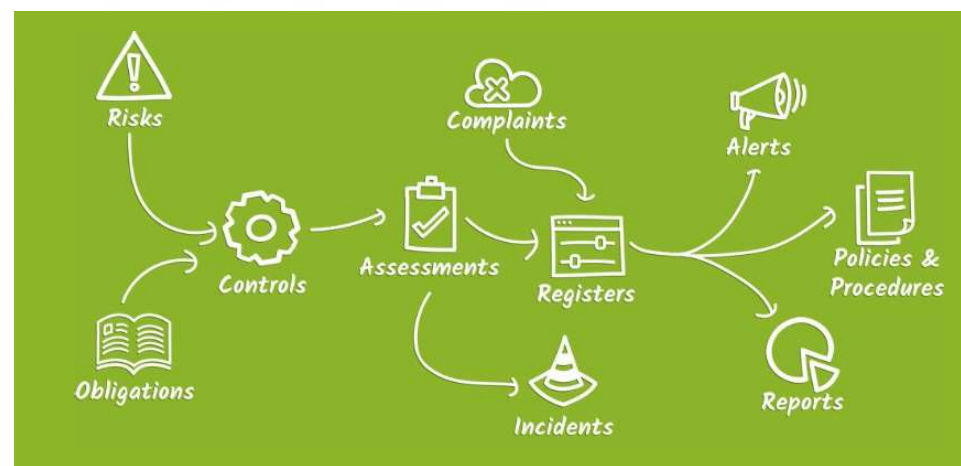 Risks
Complaints
Alerts
Controls
Assessments
Registers
Policies &
Procedures
Obligations
Incidents
Reports